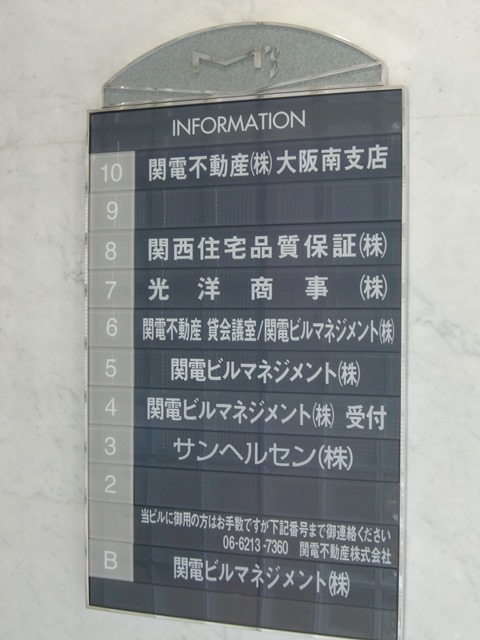 M's
INFORMATION
10 関電不動産(株)大阪南支店
9
8 関西住宅品質保証(株)
7 光洋商事(株)
6 関電不動産 貸会議室/関電ビルマネジメント(株)
5 関電ビルマネジメント(株)
4 関電ビルマネジメント(株) 受付
3 サンヘルセン(株)
2
当ビルに御用の方はお手数ですが下記番号まで御連絡ください
06-6213-7360 関電不動産株式会社
B 関電ビルマネジメント(株)